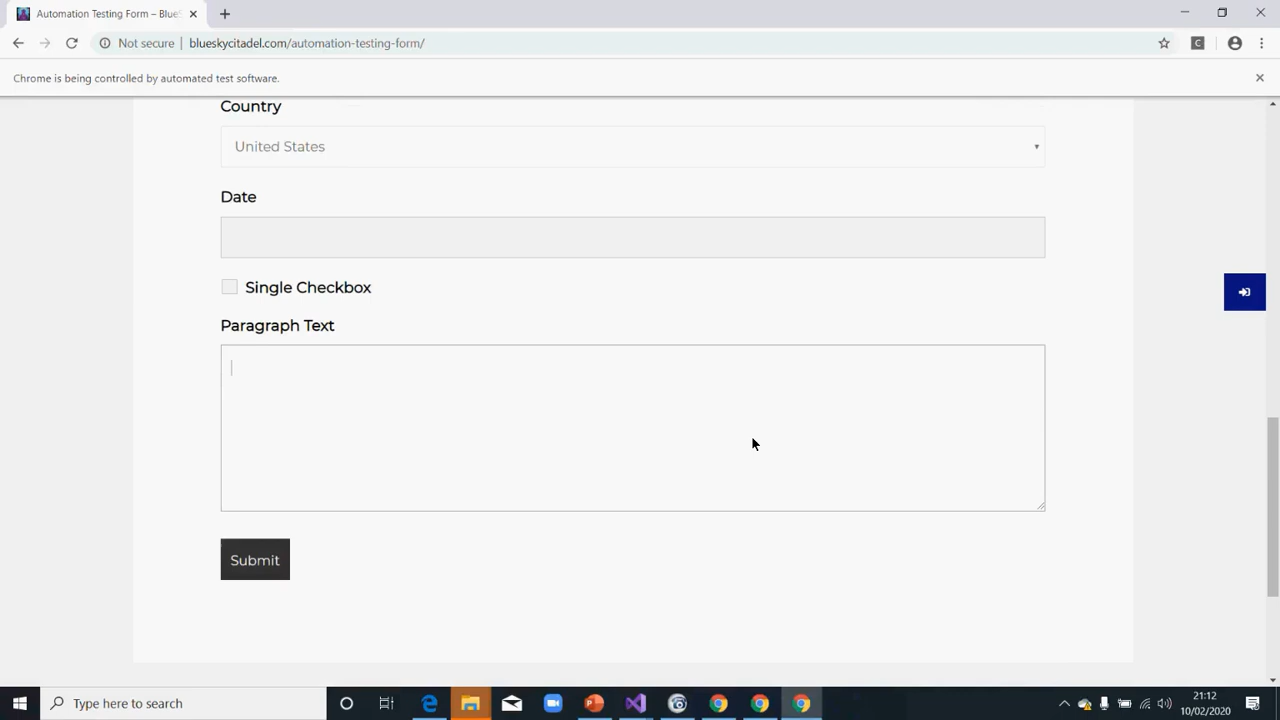 Automation Testing Form – BlueS
Not secure
blueskycitadel.com/automation-testing-form/
Chrome is being controlled by automated test software.
Country
United States
Date
Single Checkbox
Paragraph Text
Submit
Type here to search
21:12
10/02/2020